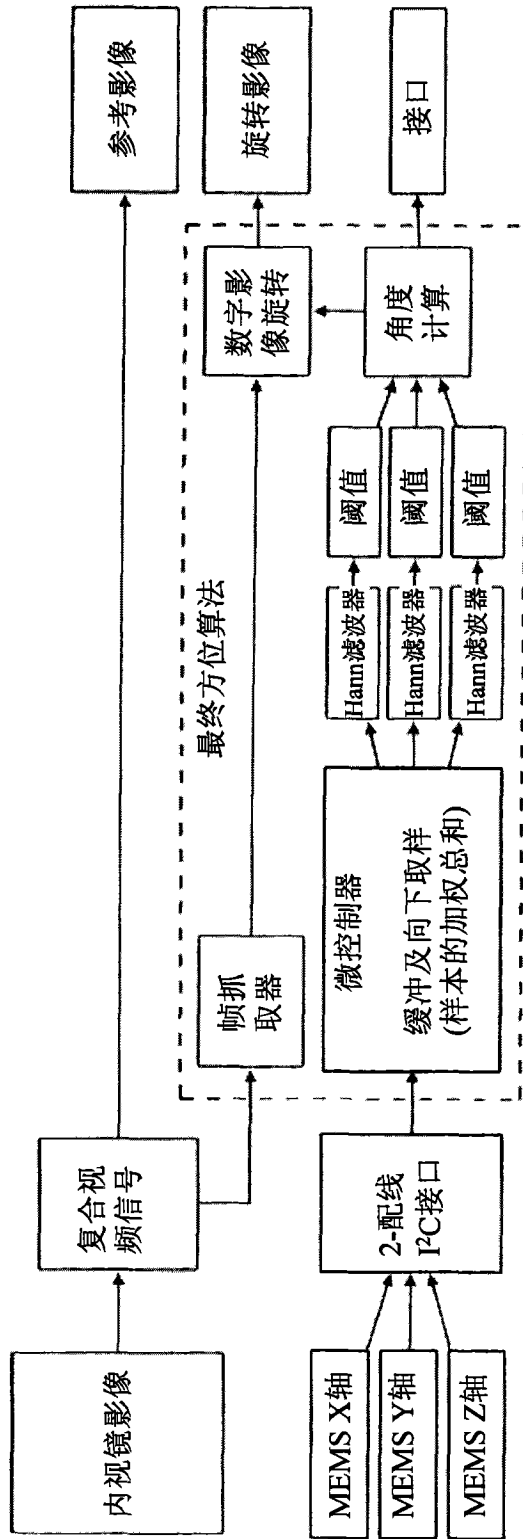 内视镜影像
复合视
频信号
参考影像
最终方位算法
帧抓
取器
数字影
像旋转
旋转影像
MEMS X轴
MEMS Y轴
MEMS Z轴
2-配线
I²C接口
微控制器
缓冲及向下取样
(样本的加权总和)
Hann滤波器
Hann滤波器
Hann滤波器
阈值
阈值
阈值
角度
计算
接口